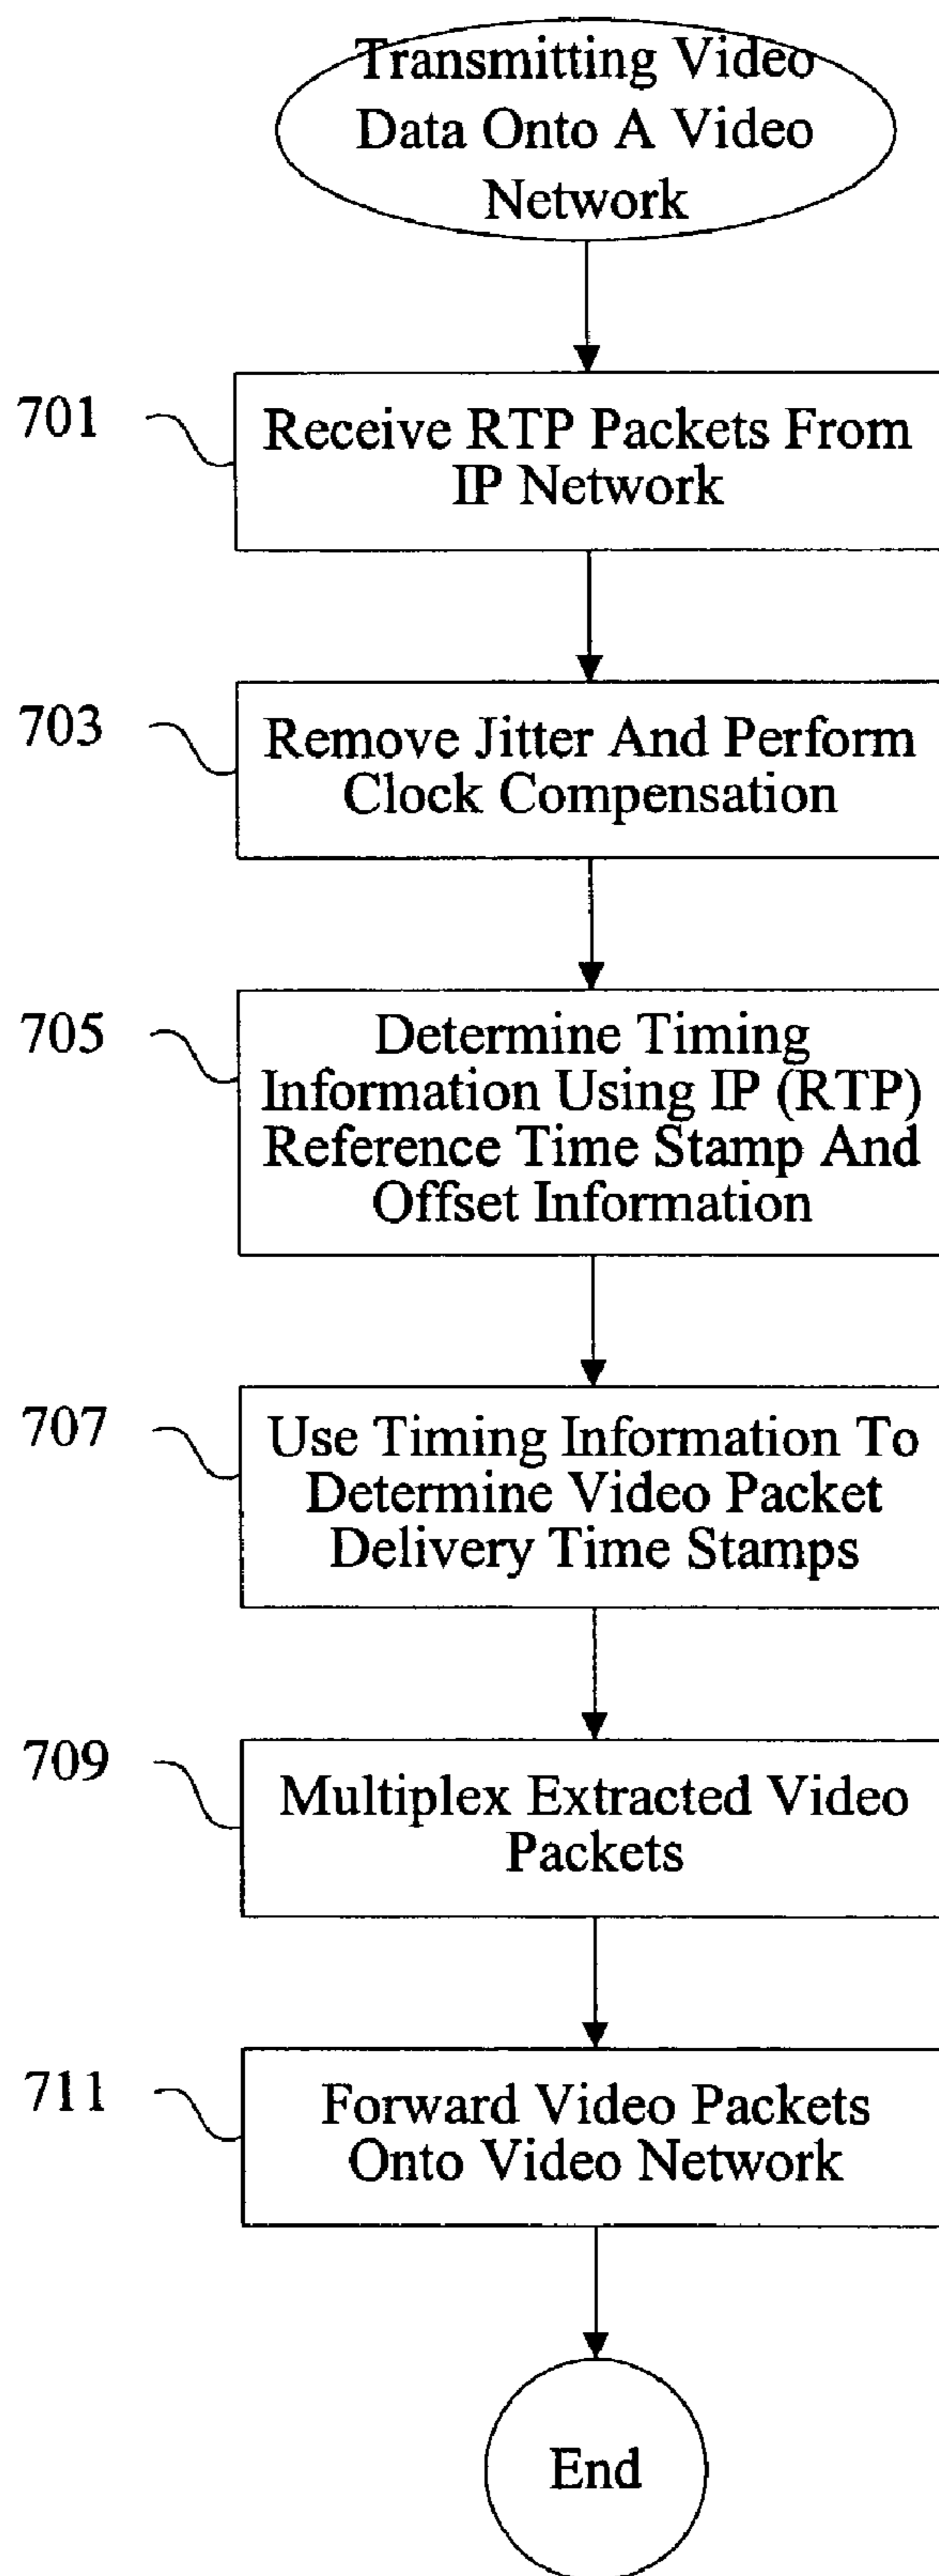 Transmitting Video
Data Onto A Video
Network
701
Receive RTP Packets From
IP Network
703
Remove Jitter And Perform
Clock Compensation
705
Determine Timing
Information Using IP (RTP)
Reference Time Stamp And
Offset Information
707
Use Timing Information To
Determine Video Packet
Delivery Time Stamps
709
Multiplex Extracted Video
Packets
711
Forward Video Packets
Onto Video Network
End